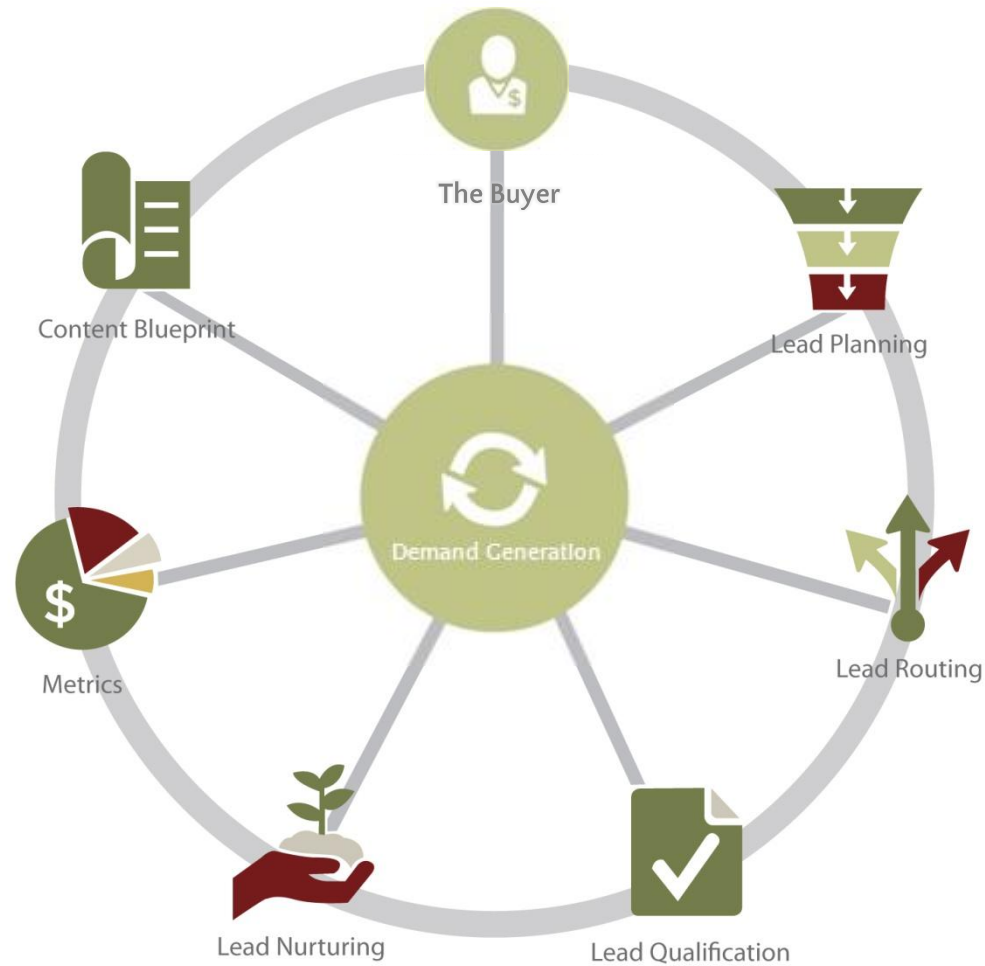 The Buyer
Lead Planning
Lead Routing
Lead Qualification
Lead Nurturing
Metrics
Content Blueprint
Demand Generation
$
$